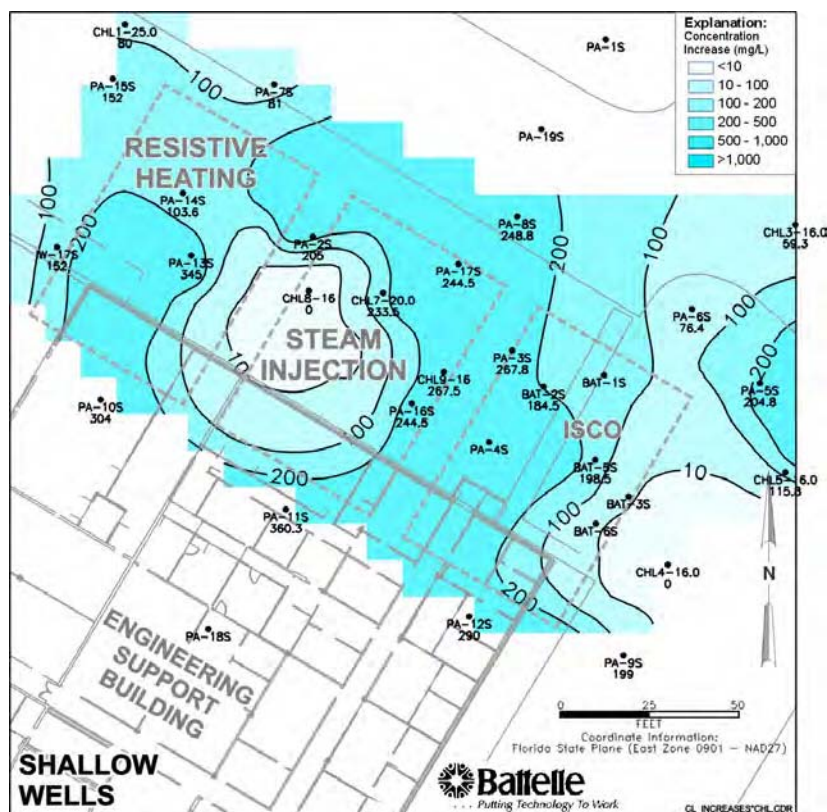 Explanation:
Concentration
Increase (mg/L)
<10
10 - 100
100 - 200
200 - 500
500 - 1,000
>1,000
CHL1-25.0
80
PA-1S
PA-15S
152
PA-7S
81
100
PA-19S
RESISTIVE
HEATING
PA-14S
103.6
100
200
PA-8S
248.8
100
CHL3-16.0
59.3
W-17S
152
PA-2S
205
PA-13S
345
PA-17S
244.5
200
CHL8-16
0
CHL7-20.0
233.5
PA-6S
76.4
STEAM
INJECTION
100
10
PA-3S
267.8
200
CHL9-16
267.5
BAT-2S
184.5
BAT-1S
PA-5S
204.8
PA-10S
304
PA-16S
244.5
100
ISCO
PA-4S
200
BAT-5S
198.5
10
115.3
BAT-3S
100
PA-11S
360.3
BAT-6S
CHL4-16.0
0
200
N
PA-12S
290
PA-18S
ENGINEERING
SUPPORT
BUILDING
PA-9S
199
0 25 50
FEET
Coordinate Information:
Florida State Plane (East Zone 0901 - NAD27)
SHALLOW
WELLS
Battelle
... Putting Technology To Work
CL_INCREASES*CHL.CDR